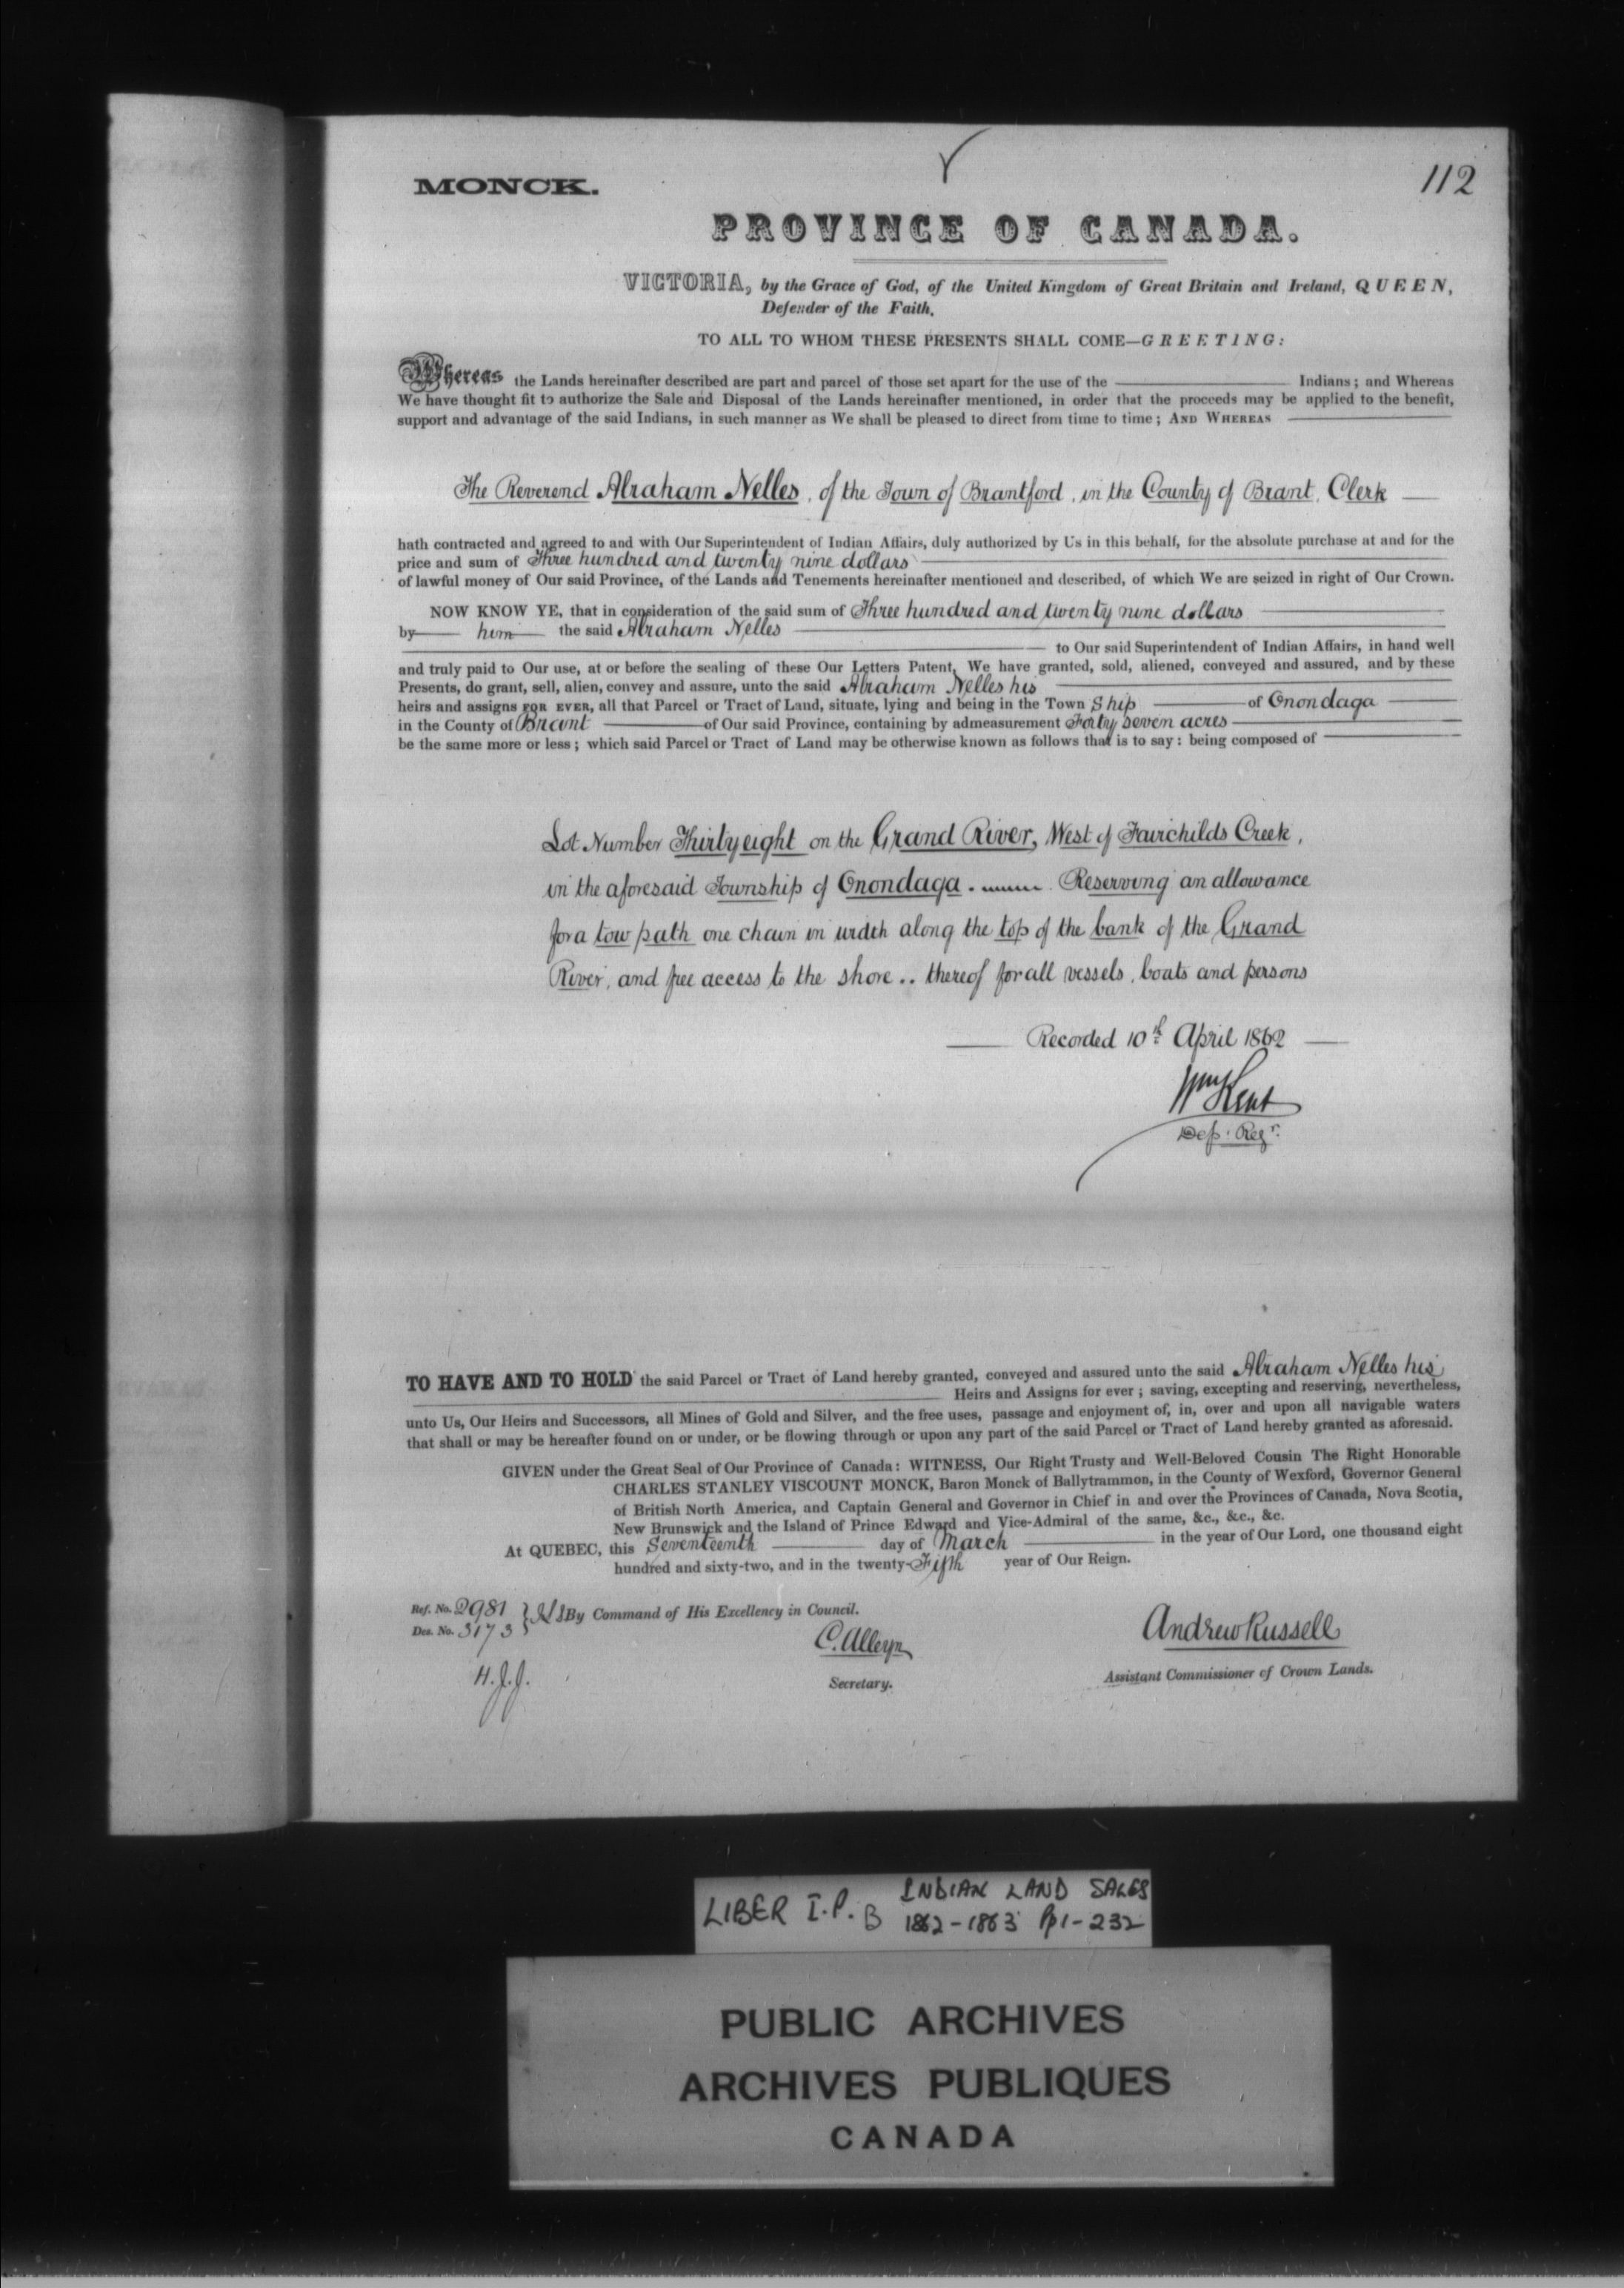 MONCK.
112
PROVINCE OF CANADA.
VICTORIA, by the Grace of God, of the United Kingdom of Great Britain and Ireland, QUEEN,
Defender of the Faith.
TO ALL TO WHOM THESE PRESENTS SHALL COME—GREETING:
Whereas the Lands hereinafter described are part and parcel of those set apart for the use of the Indians; and Whereas
We have thought fit to authorize the Sale and Disposal of the Lands hereinafter mentioned, in order that the proceeds may be applied to the benefit,
support and advantage of the said Indians, in such manner as We shall be pleased to direct from time to time; AND WHEREAS
The Reverend Abraham Nelles, of the Town of Brantford, in the County of Brant, Clerk
hath contracted and agreed to and with Our Superintendent of Indian Affairs, duly authorized by Us in this behalf, for the absolute purchase at and for the
price and sum of Three hundred and twenty nine dollars
of lawful money of Our said Province, of the Lands and Tenements hereinafter mentioned and described, of which We are seized in right of Our Crown.
NOW KNOW YE, that in consideration of the said sum of Three hundred and twenty nine dollars
by him the said Abraham Nelles
to Our said Superintendent of Indian Affairs, in hand well
and truly paid to Our use, at or before the sealing of these Our Letters Patent, We have granted, sold, aliened, conveyed and assured, and by these
Presents, do grant, sell, alien, convey and assure, unto the said Abraham Nelles his
heirs and assigns FOR EVER, all that Parcel or Tract of Land, situate, lying and being in the Town Ship of Onondaga
in the County of Brant of Our said Province, containing by admeasurement Forty seven acres
be the same more or less; which said Parcel or Tract of Land may be otherwise known as follows that is to say: being composed of
Lot Number Thirty eight on the Grand River, West of Fairchilds Creek,
in the aforesaid Township of Onondaga. Reserving an allowance
for a tow path one chain in width along the top of the bank of the Grand
River, and free access to the shore .. thereof for all vessels, boats and persons
Recorded 10th April 1862
Wm Kent
Dep. Regr.
TO HAVE AND TO HOLD the said Parcel or Tract of Land hereby granted, conveyed and assured unto the said Abraham Nelles his
Heirs and Assigns for ever; saving, excepting and reserving, nevertheless,
unto Us, Our Heirs and Successors, all Mines of Gold and Silver, and the free uses, passage and enjoyment of, in, over and upon all navigable waters
that shall or may be hereafter found on or under, or be flowing through or upon any part of the said Parcel or Tract of Land hereby granted as aforesaid.
GIVEN under the Great Seal of Our Province of Canada: WITNESS, Our Right Trusty and Well-Beloved Cousin The Right Honorable
CHARLES STANLEY VISCOUNT MONCK, Baron Monck of Ballytrammon, in the County of Wexford, Governor General
of British North America, and Captain General and Governor in Chief in and over the Provinces of Canada, Nova Scotia,
New Brunswick and the Island of Prince Edward and Vice-Admiral of the same, &c., &c., &c.
At QUEBEC, this Seventeenth day of March in the year of Our Lord, one thousand eight
hundred and sixty-two, and in the twenty-Fifth year of Our Reign.
Ref. No. 2981
Des. No. 3173
By Command of His Excellency in Council.
H.J.J.
C. Alleyn
Secretary.
Andrew Russell
Assistant Commissioner of Crown Lands.
LIBER I.P. B INDIAN LAND SALES
1862-1863 Pp 1-232
PUBLIC ARCHIVES
ARCHIVES PUBLIQUES
CANADA